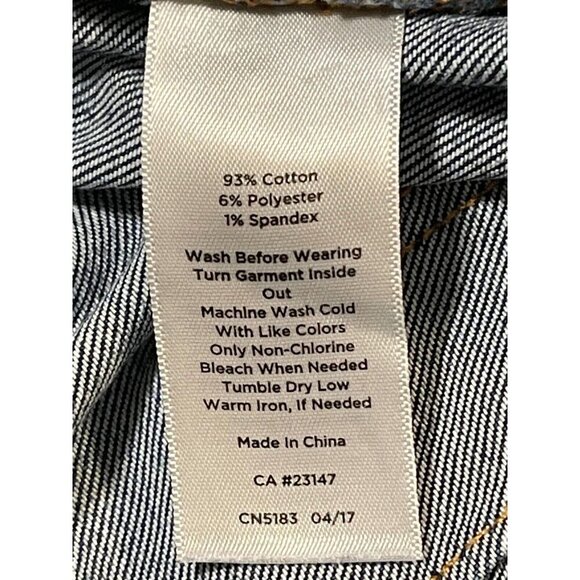 93% Cotton
6% Polyester
1% Spandex
Wash Before Wearing
Turn Garment Inside
Out
Machine Wash Cold
With Like Colors
Only Non-Chlorine
Bleach When Needed
Tumble Dry Low
Warm Iron, If Needed
Made In China
CA #23147
CN5183 04/17